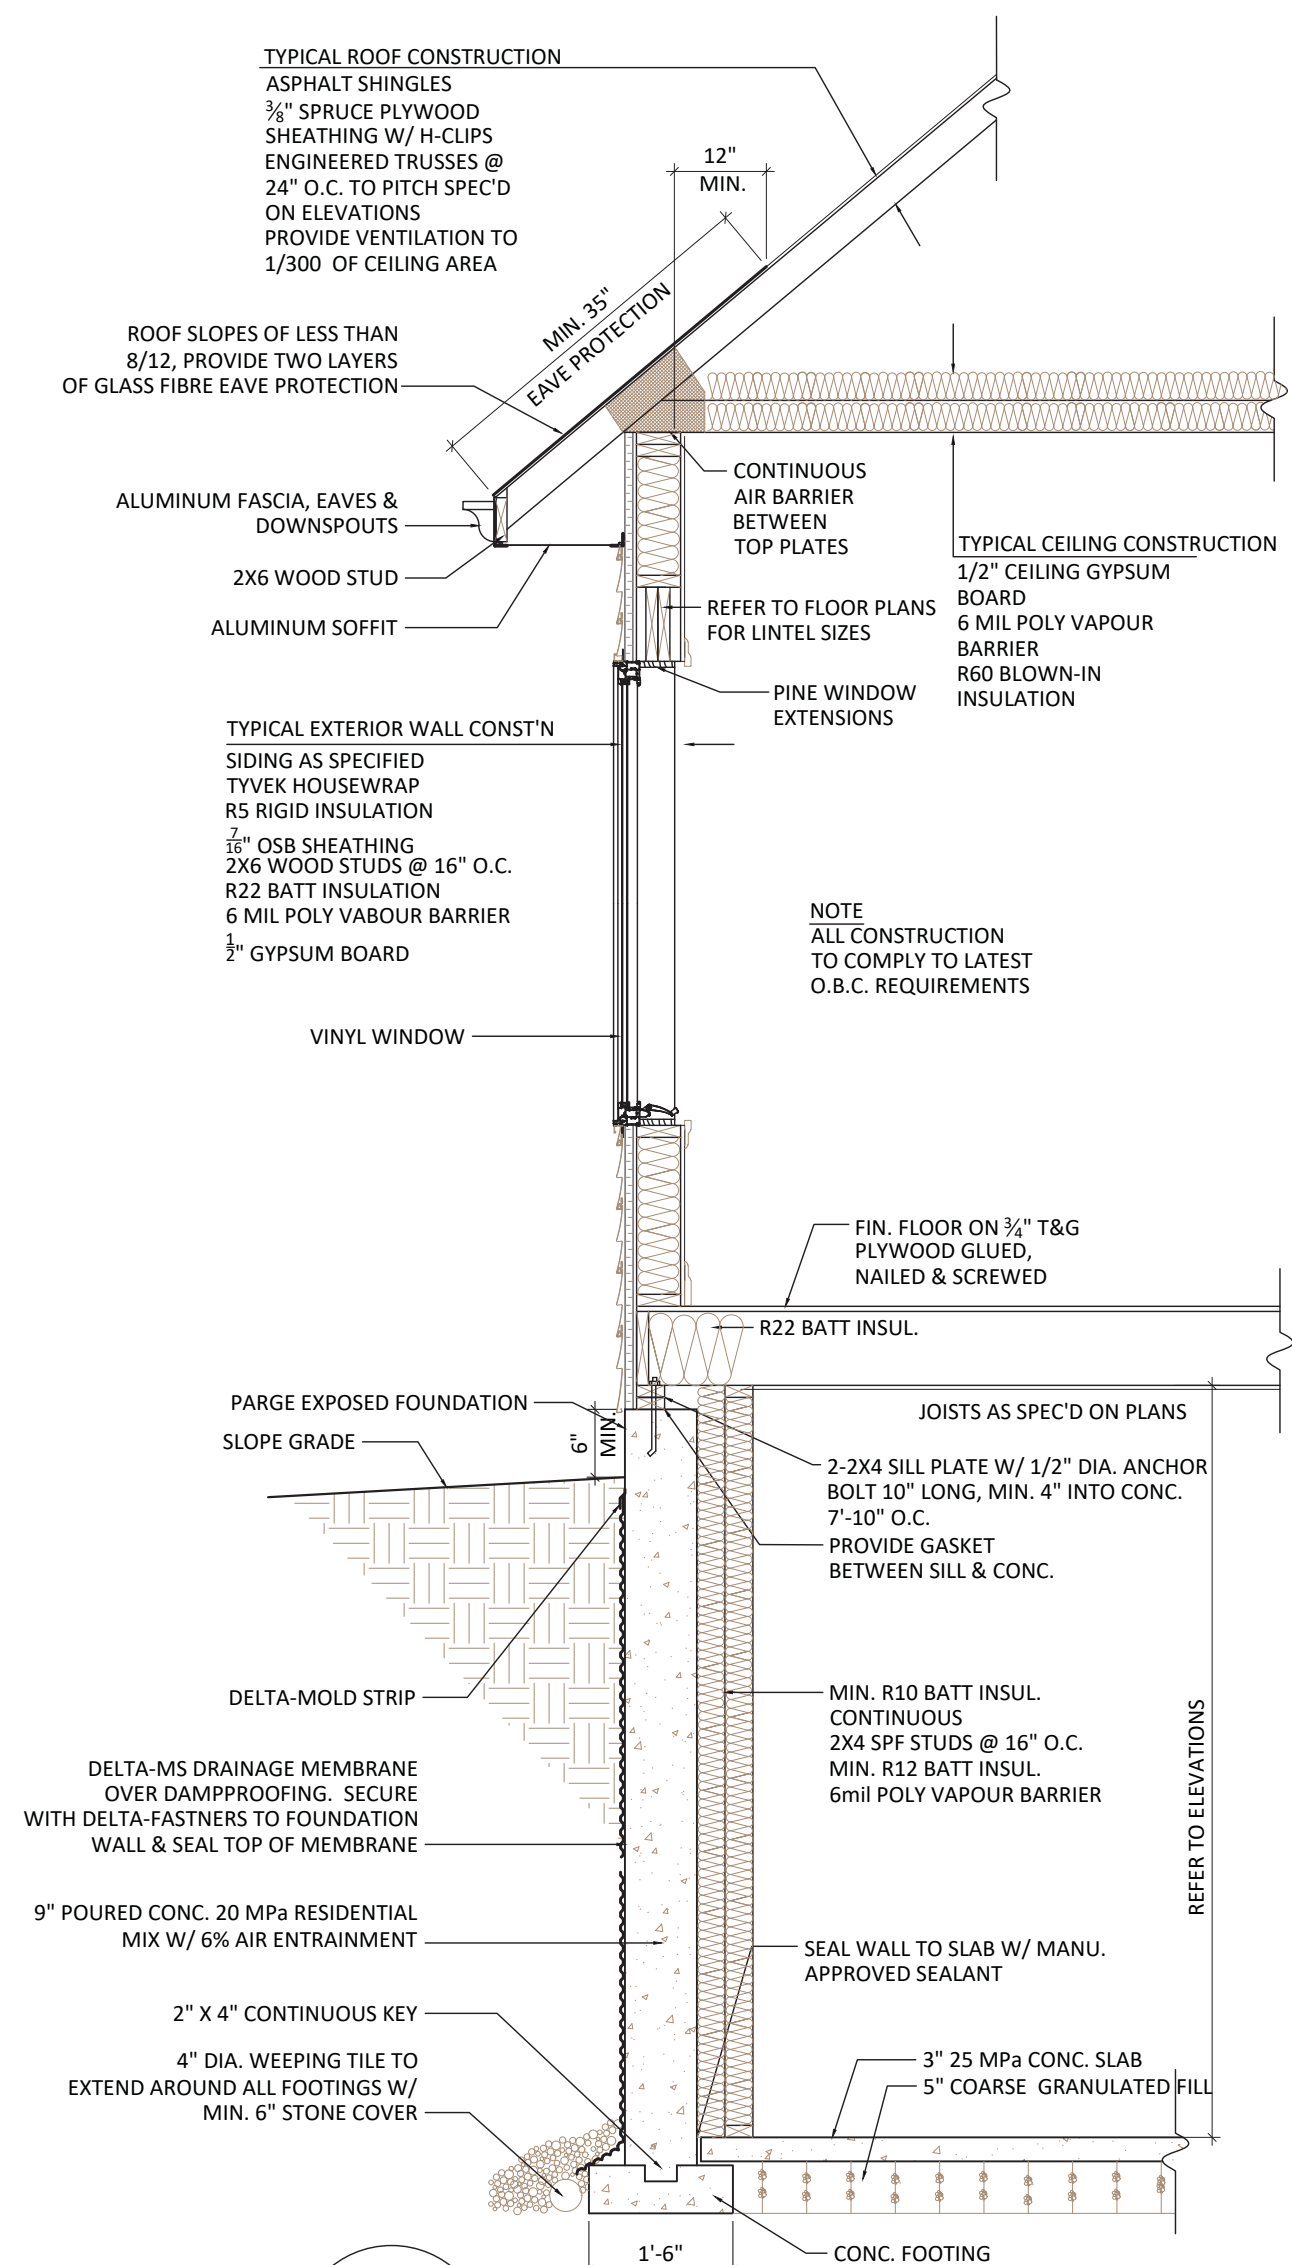 TYPICAL ROOF CONSTRUCTION
ASPHALT SHINGLES
3/8" SPRUCE PLYWOOD
SHEATHING W/ H-CLIPS
ENGINEERED TRUSSES @
24" O.C. TO PITCH SPEC'D
ON ELEVATIONS
PROVIDE VENTILATION TO
1/300 OF CEILING AREA
12"
MIN.
MIN. 35"
EAVE PROTECTION
ROOF SLOPES OF LESS THAN
8/12, PROVIDE TWO LAYERS
OF GLASS FIBRE EAVE PROTECTION
ALUMINUM FASCIA, EAVES &
DOWNSPOUTS
2X6 WOOD STUD
ALUMINUM SOFFIT
CONTINUOUS
AIR BARRIER
BETWEEN
TOP PLATES
REFER TO FLOOR PLANS
FOR LINTEL SIZES
PINE WINDOW
EXTENSIONS
TYPICAL CEILING CONSTRUCTION
1/2" CEILING GYPSUM
BOARD
6 MIL POLY VAPOUR
BARRIER
R60 BLOWN-IN
INSULATION
TYPICAL EXTERIOR WALL CONST'N
SIDING AS SPECIFIED
TYVEK HOUSEWRAP
R5 RIGID INSULATION
7/16" OSB SHEATHING
2X6 WOOD STUDS @ 16" O.C.
R22 BATT INSULATION
6 MIL POLY VABOUR BARRIER
1/2" GYPSUM BOARD
NOTE
ALL CONSTRUCTION
TO COMPLY TO LATEST
O.B.C. REQUIREMENTS
VINYL WINDOW
FIN. FLOOR ON 3/4" T&G
PLYWOOD GLUED,
NAILED & SCREWED
R22 BATT INSUL.
PARGE EXPOSED FOUNDATION
SLOPE GRADE
6"
MIN.
JOISTS AS SPEC'D ON PLANS
2-2X4 SILL PLATE W/ 1/2" DIA. ANCHOR
BOLT 10" LONG, MIN. 4" INTO CONC.
7'-10" O.C.
PROVIDE GASKET
BETWEEN SILL & CONC.
DELTA-MOLD STRIP
MIN. R10 BATT INSUL.
CONTINUOUS
2X4 SPF STUDS @ 16" O.C.
MIN. R12 BATT INSUL.
6mil POLY VAPOUR BARRIER
REFER TO ELEVATIONS
DELTA-MS DRAINAGE MEMBRANE
OVER DAMPPROOFING. SECURE
WITH DELTA-FASTNERS TO FOUNDATION
WALL & SEAL TOP OF MEMBRANE
9" POURED CONC. 20 MPa RESIDENTIAL
MIX W/ 6% AIR ENTRAINMENT
SEAL WALL TO SLAB W/ MANU.
APPROVED SEALANT
2" X 4" CONTINUOUS KEY
4" DIA. WEEPING TILE TO
EXTEND AROUND ALL FOOTINGS W/
MIN. 6" STONE COVER
3" 25 MPa CONC. SLAB
5" COARSE GRANULATED FILL
1'-6"
CONC. FOOTING